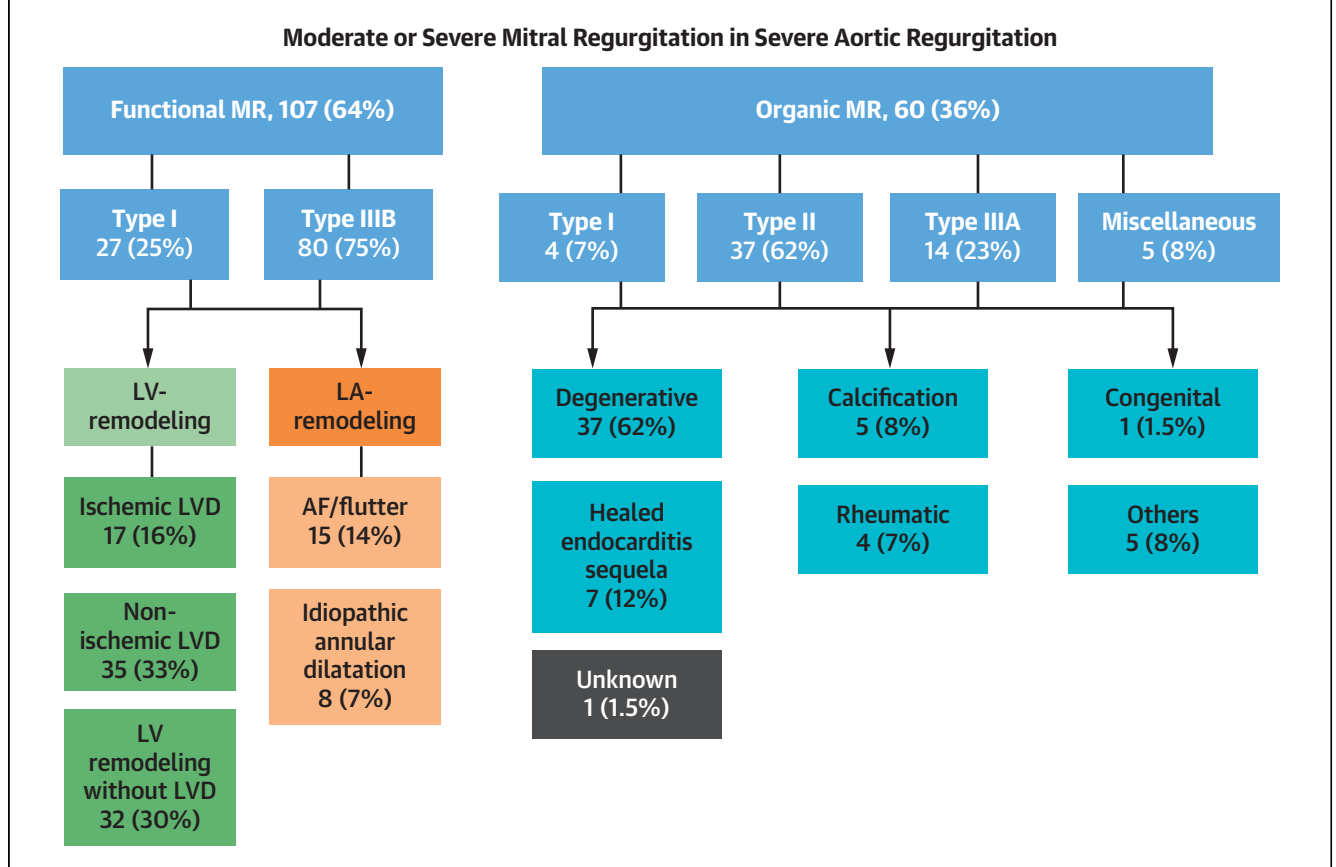 Moderate or Severe Mitral Regurgitation in Severe Aortic Regurgitation
Functional MR, 107 (64%)
Organic MR, 60 (36%)
Type I
27 (25%)
Type IIIB
80 (75%)
Type I
4 (7%)
Type II
37 (62%)
Type IIIA
14 (23%)
Miscellaneous
5 (8%)
LV-
remodeling
LA-
remodeling
Degenerative
37 (62%)
Calcification
5 (8%)
Congenital
1 (1.5%)
Ischemic LVD
17 (16%)
AF/flutter
15 (14%)
Healed
endocarditis
sequela
7 (12%)
Rheumatic
4 (7%)
Others
5 (8%)
Non-
ischemic LVD
35 (33%)
Idiopathic
annular
dilatation
8 (7%)
Unknown
1 (1.5%)
LV
remodeling
without LVD
32 (30%)